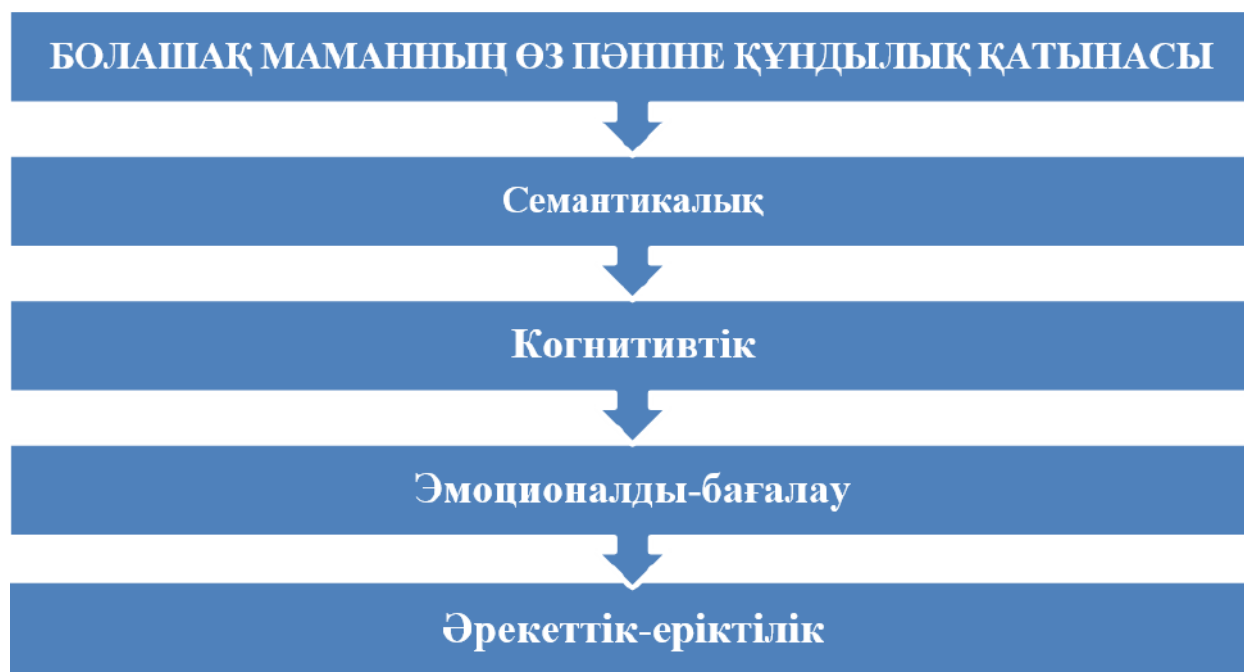 БОЛАШАҚ МАМАННЫҢ ӨЗ ПӘНІНЕ ҚҰНДЫЛЫҚ ҚАТЫНАСЫ
Семантикалық
Когнитивтік
Эмоционалды-бағалау
Әрекеттік-еріктілік